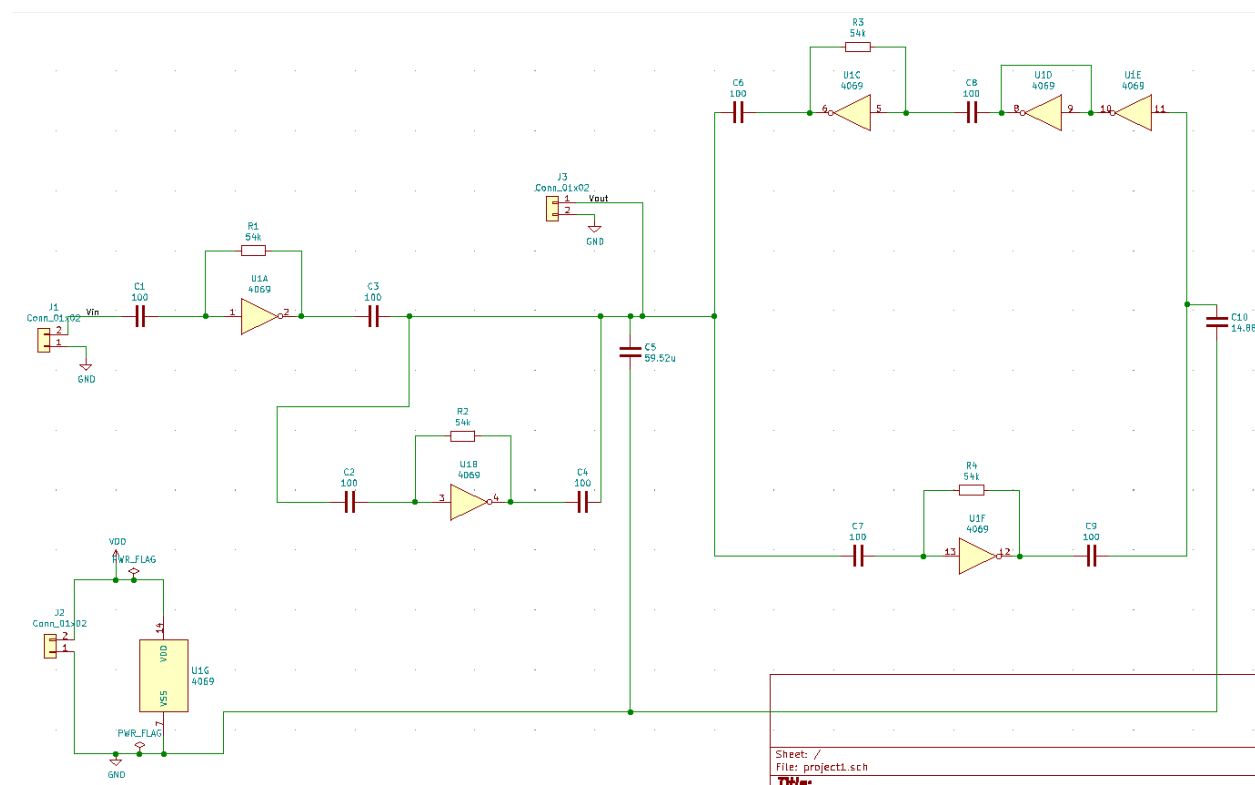 R3
54k
C6
100
U1C
4069
6
5
C8
100
U1D
4069
8
9
U1E
4069
10
11
J3
Conn_01x02
1
Vout
2
GND
R1
54k
U1A
4069
1
2
C1
100
C3
100
J1
Conn_01x02
Vin
2
1
GND
C5
59.52u
C10
14.88
R2
54k
C2
100
U1B
4069
3
4
C4
100
R4
54k
C7
100
U1F
4069
13
12
C9
100
VDD
PWR_FLAG
J2
Conn_01x02
2
1
14
VDD
U1G
4069
VSS
7
PWR_FLAG
GND
Sheet: /
File: project1.sch
Title: